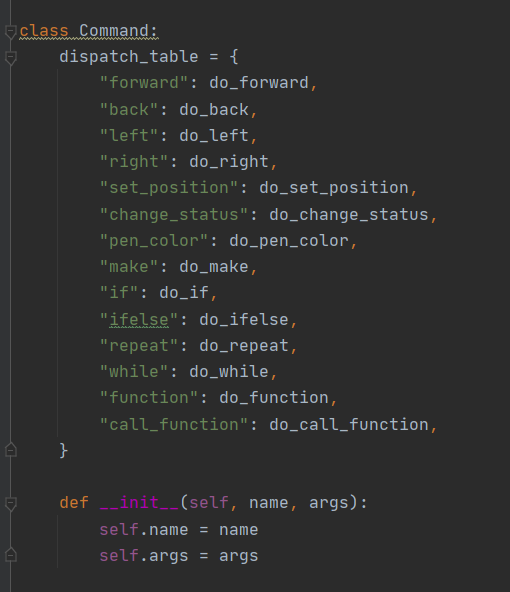 class Command:
    dispatch_table = {
        "forward": do_forward,
        "back": do_back,
        "left": do_left,
        "right": do_right,
        "set_position": do_set_position,
        "change_status": do_change_status,
        "pen_color": do_pen_color,
        "make": do_make,
        "if": do_if,
        "ifelse": do_ifelse,
        "repeat": do_repeat,
        "while": do_while,
        "function": do_function,
        "call_function": do_call_function,
    }

    def __init__(self, name, args):
        self.name = name
        self.args = args